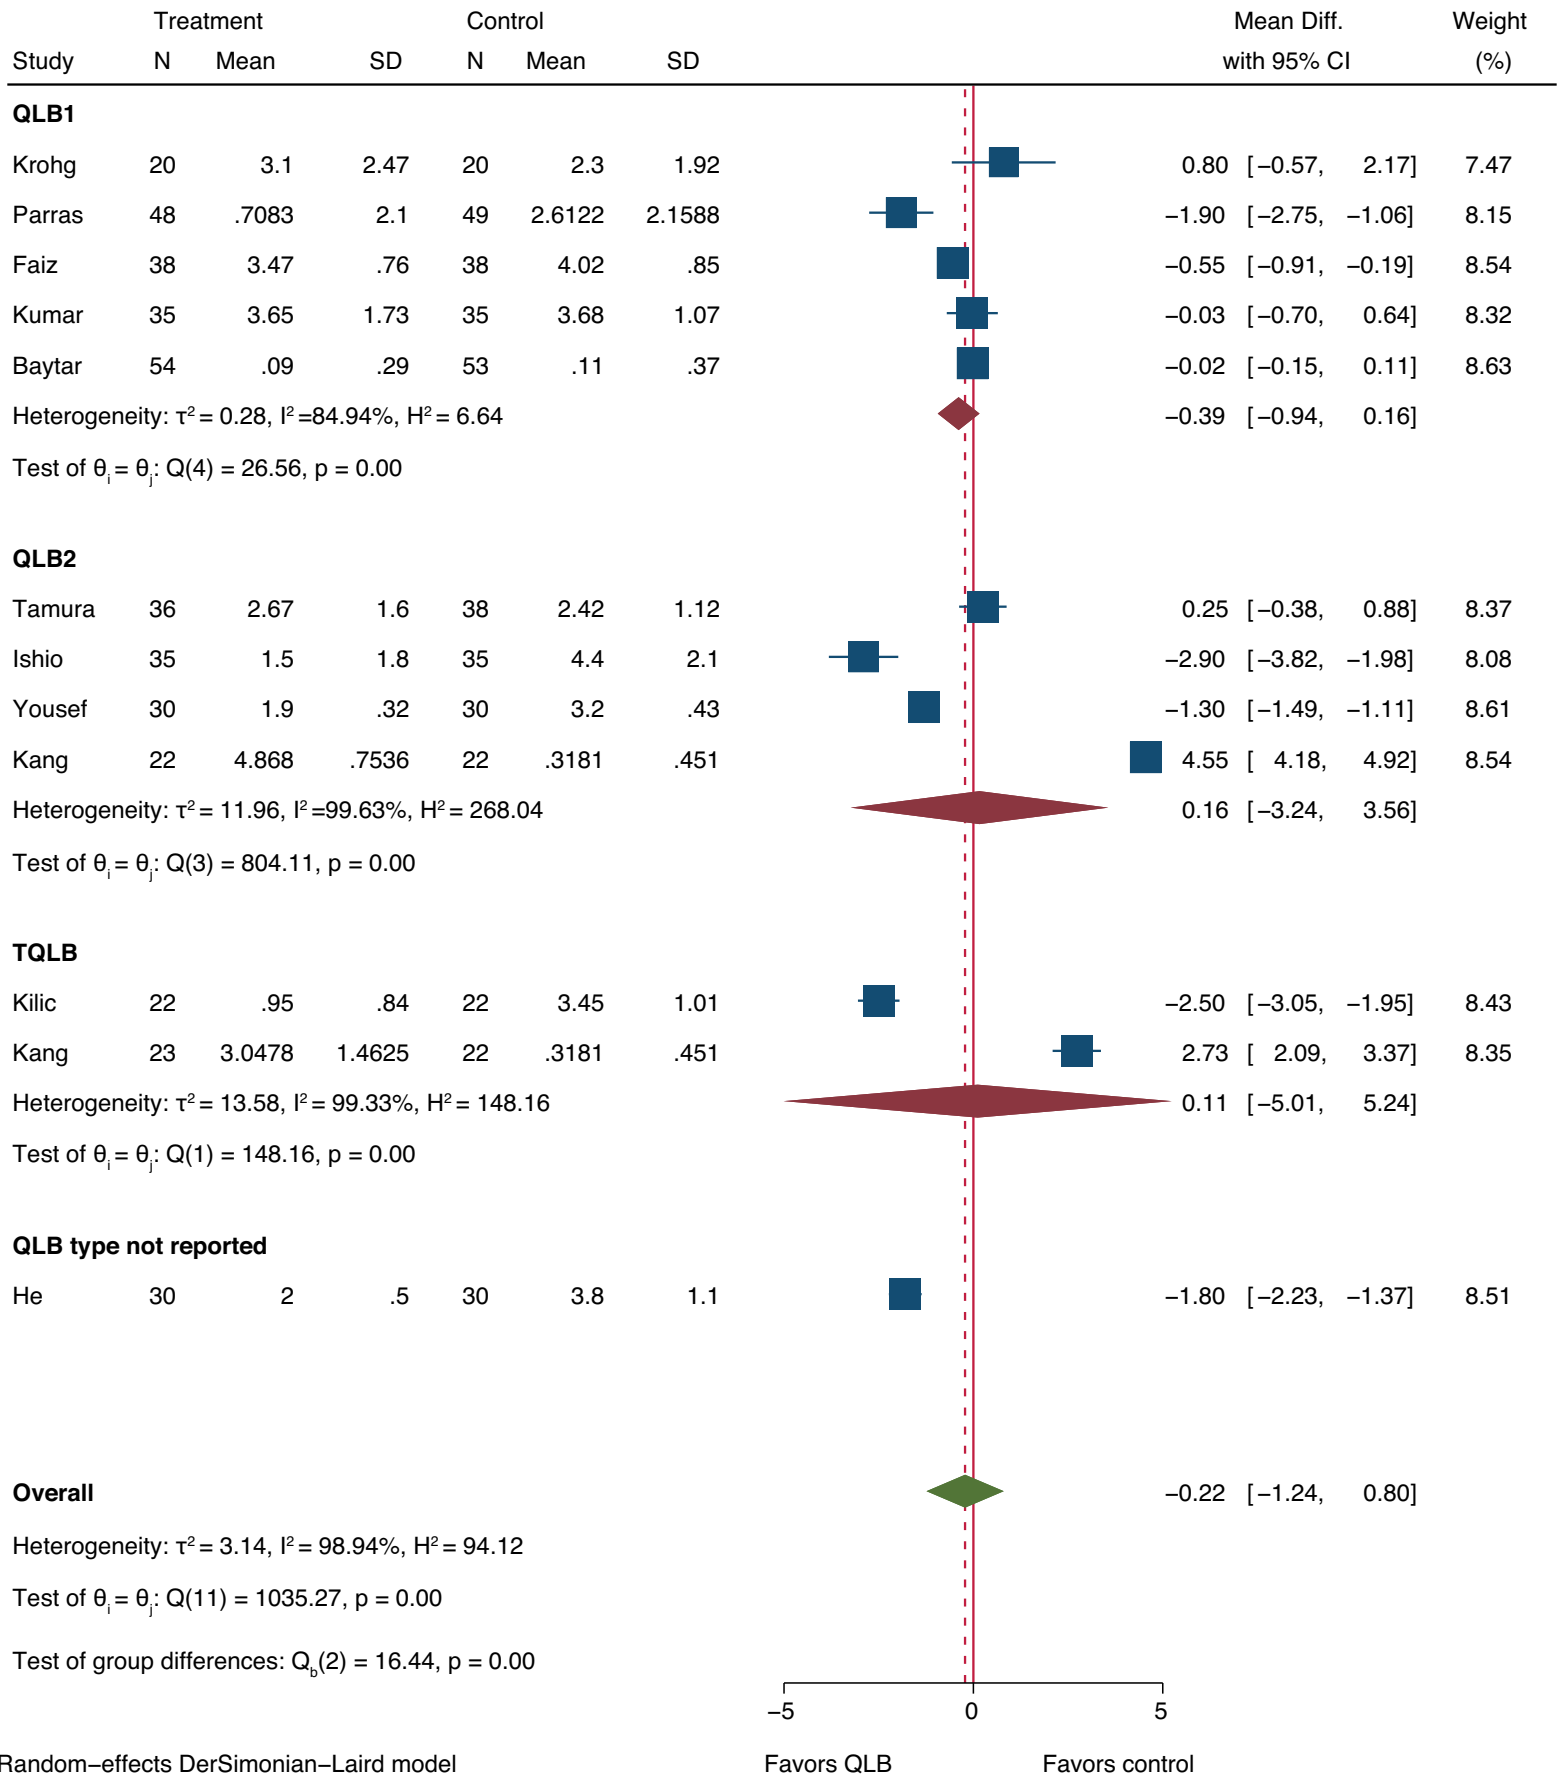 Treatment Control Mean Diff. Weight
Study N Mean SD N Mean SD with 95% CI (%)
QLB1
Krohg 20 3.1 2.47 20 2.3 1.92 0.80 [−0.57, 2.17] 7.47
Parras 48 .7083 2.1 49 2.6122 2.1588 −1.90 [−2.75, −1.06] 8.15
Faiz 38 3.47 .76 38 4.02 .85 −0.55 [−0.91, −0.19] 8.54
Kumar 35 3.65 1.73 35 3.68 1.07 −0.03 [−0.70, 0.64] 8.32
Baytar 54 .09 .29 53 .11 .37 −0.02 [−0.15, 0.11] 8.63
Heterogeneity: τ² = 0.28, I² =84.94%, H² = 6.64 −0.39 [−0.94, 0.16]
Test of θᵢ = θⱼ: Q(4) = 26.56, p = 0.00
QLB2
Tamura 36 2.67 1.6 38 2.42 1.12 0.25 [−0.38, 0.88] 8.37
Ishio 35 1.5 1.8 35 4.4 2.1 −2.90 [−3.82, −1.98] 8.08
Yousef 30 1.9 .32 30 3.2 .43 −1.30 [−1.49, −1.11] 8.61
Kang 22 4.868 .7536 22 .3181 .451 4.55 [ 4.18, 4.92] 8.54
Heterogeneity: τ² = 11.96, I² =99.63%, H² = 268.04 0.16 [−3.24, 3.56]
Test of θᵢ = θⱼ: Q(3) = 804.11, p = 0.00
TQLB
Kilic 22 .95 .84 22 3.45 1.01 −2.50 [−3.05, −1.95] 8.43
Kang 23 3.0478 1.4625 22 .3181 .451 2.73 [ 2.09, 3.37] 8.35
Heterogeneity: τ² = 13.58, I² = 99.33%, H² = 148.16 0.11 [−5.01, 5.24]
Test of θᵢ = θⱼ: Q(1) = 148.16, p = 0.00
QLB type not reported
He 30 2 .5 30 3.8 1.1 −1.80 [−2.23, −1.37] 8.51
Overall −0.22 [−1.24, 0.80]
Heterogeneity: τ² = 3.14, I² = 98.94%, H² = 94.12
Test of θᵢ = θⱼ: Q(11) = 1035.27, p = 0.00
Test of group differences: Q_b(2) = 16.44, p = 0.00
−5 0 5
Random−effects DerSimonian−Laird model Favors QLB Favors control